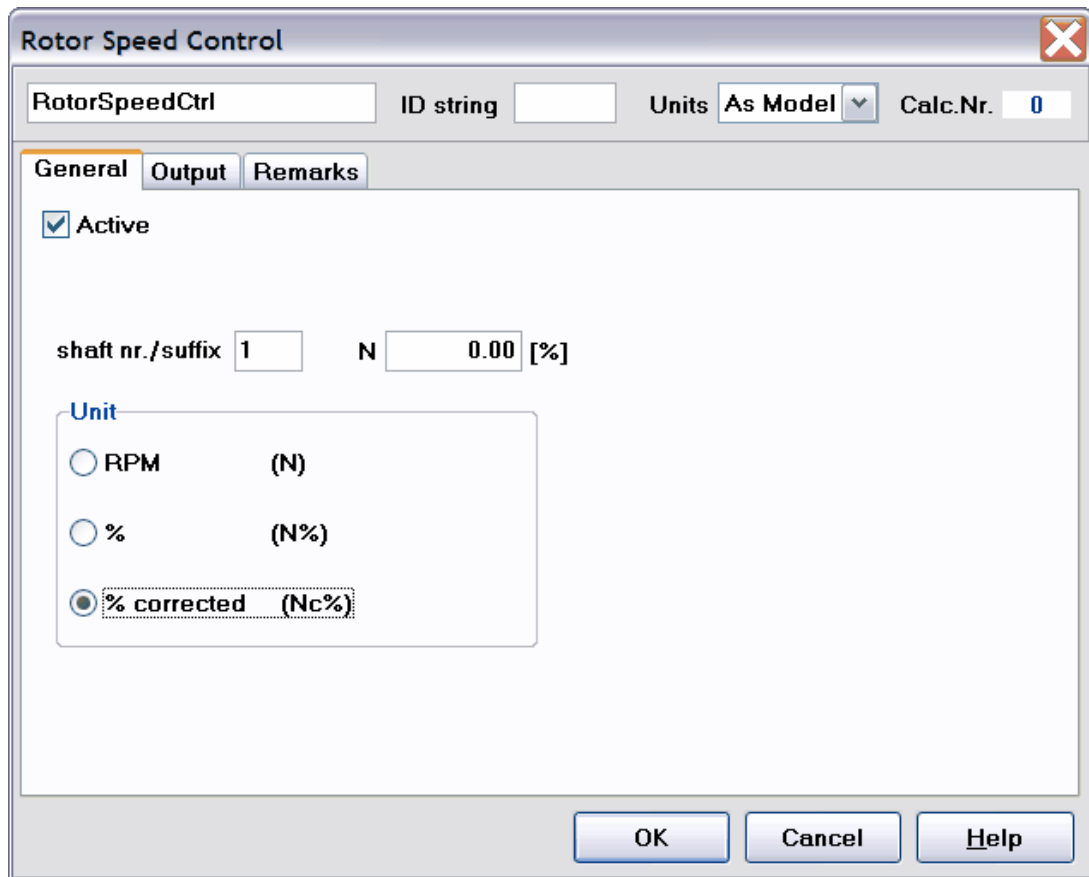 Rotor Speed Control
RotorSpeedCtrl ID string Units As Model Calc.Nr. 0
General Output Remarks
Active
shaft nr./suffix 1 N 0.00 [%]
Unit
RPM (N)
% (N%)
% corrected (Nc%)
OK Cancel Help